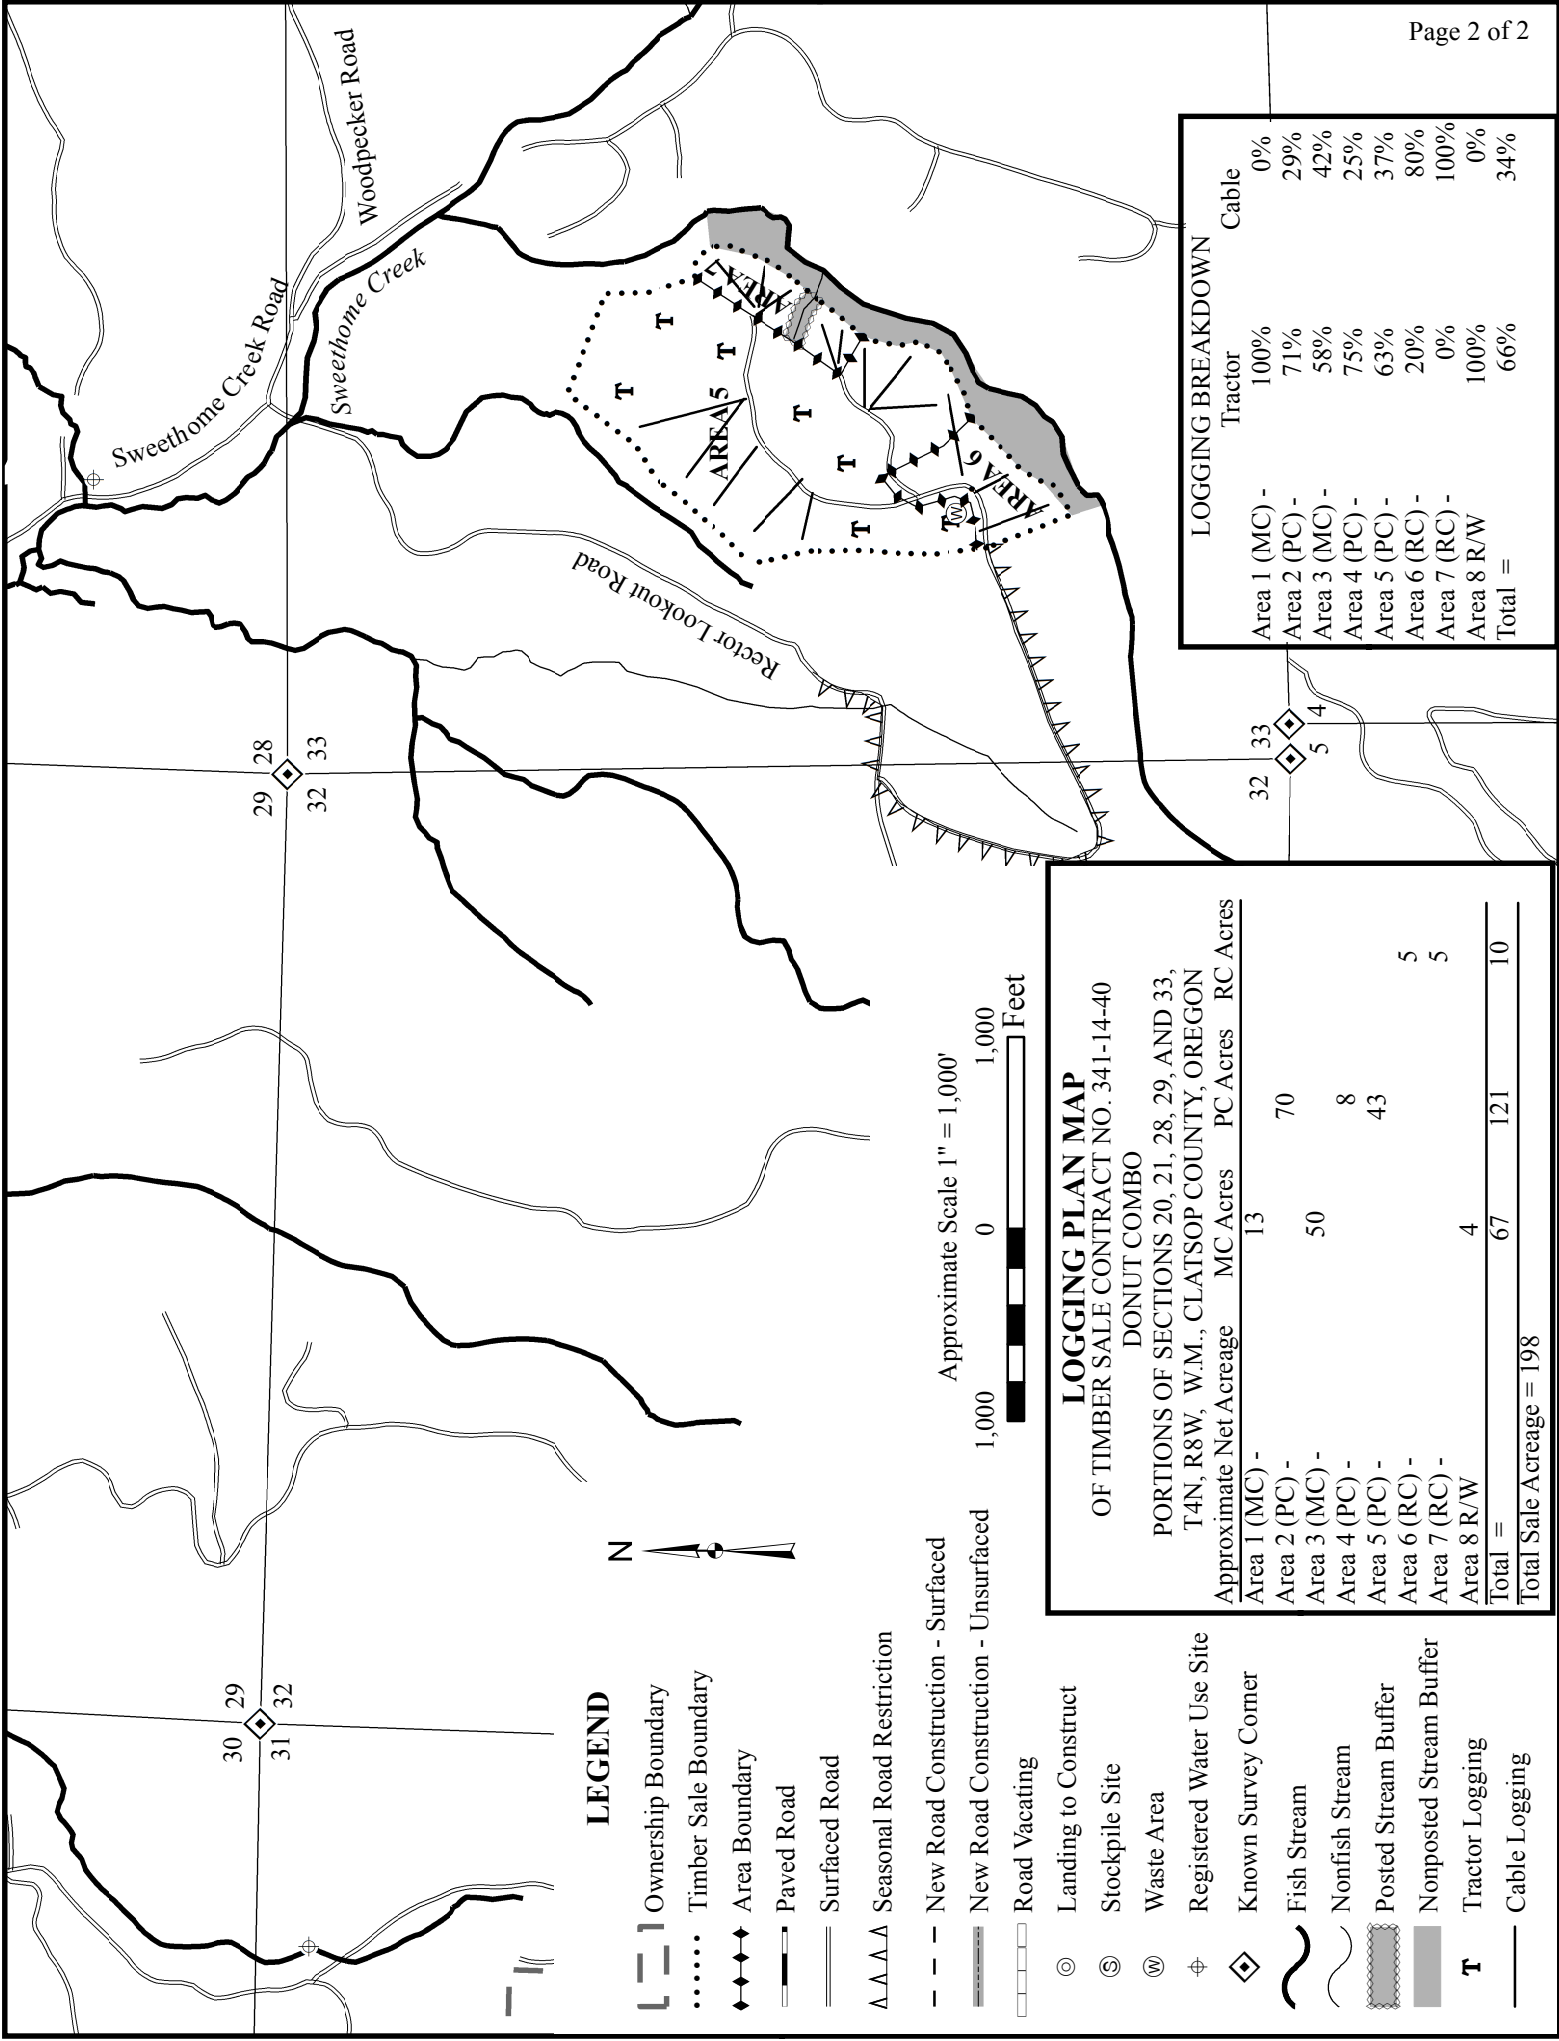 Page 2 of 2
Woodpecker Road
Sweethome Creek Road
Sweethome Creek
Rector Lookout Road
AREA 5
AREA 6
AREA 7
T
T
T
T
T
T
T
W
29 28
32 33
30 29
31 32
32 33
5 4
LOGGING BREAKDOWN
Tractor Cable
Area 1 (MC) - 100% 0%
Area 2 (PC) - 71% 29%
Area 3 (MC) - 58% 42%
Area 4 (PC) - 75% 25%
Area 5 (PC) - 63% 37%
Area 6 (RC) - 20% 80%
Area 7 (RC) - 0% 100%
Area 8 R/W 100% 0%
Total = 66% 34%
N
Approximate Scale 1" = 1,000'
1,000 0 1,000
Feet
LOGGING PLAN MAP
OF TIMBER SALE CONTRACT NO. 341-14-40
DONUT COMBO
PORTIONS OF SECTIONS 20, 21, 28, 29, AND 33,
T4N, R8W, W.M., CLATSOP COUNTY, OREGON
Approximate Net Acreage MC Acres PC Acres RC Acres
Area 1 (MC) - 13
Area 2 (PC) - 70
Area 3 (MC) - 50
Area 4 (PC) - 8
Area 5 (PC) - 43
Area 6 (RC) - 5
Area 7 (RC) - 5
Area 8 R/W 4
Total = 67 121 10
Total Sale Acreage = 198
LEGEND
Ownership Boundary
Timber Sale Boundary
Area Boundary
Paved Road
Surfaced Road
Seasonal Road Restriction
New Road Construction - Surfaced
New Road Construction - Unsurfaced
Road Vacating
Landing to Construct
S Stockpile Site
W Waste Area
Registered Water Use Site
Known Survey Corner
Fish Stream
Nonfish Stream
Posted Stream Buffer
Nonposted Stream Buffer
T Tractor Logging
Cable Logging